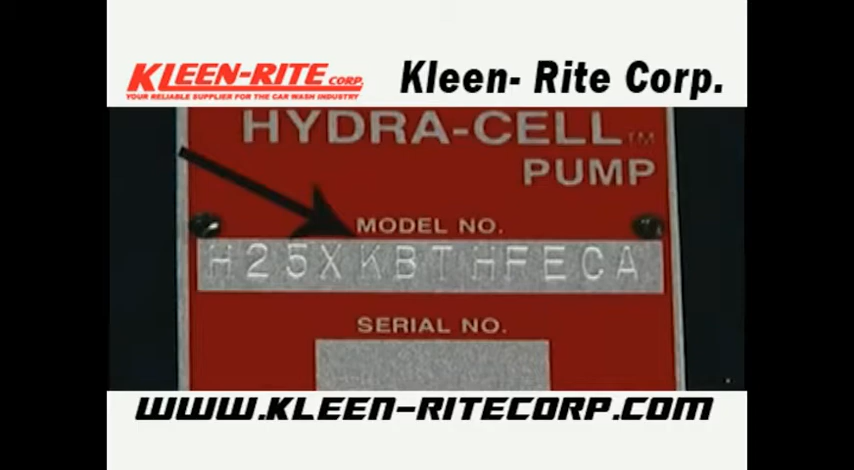 KLEEN-RITE CORP.
YOUR RELIABLE SUPPLIER FOR THE CAR WASH INDUSTRY
Kleen- Rite Corp.
HYDRA-CELL™
PUMP
MODEL NO.
H25XKBTHFECA
SERIAL NO.
WWW.KLEEN-RITECORP.COM